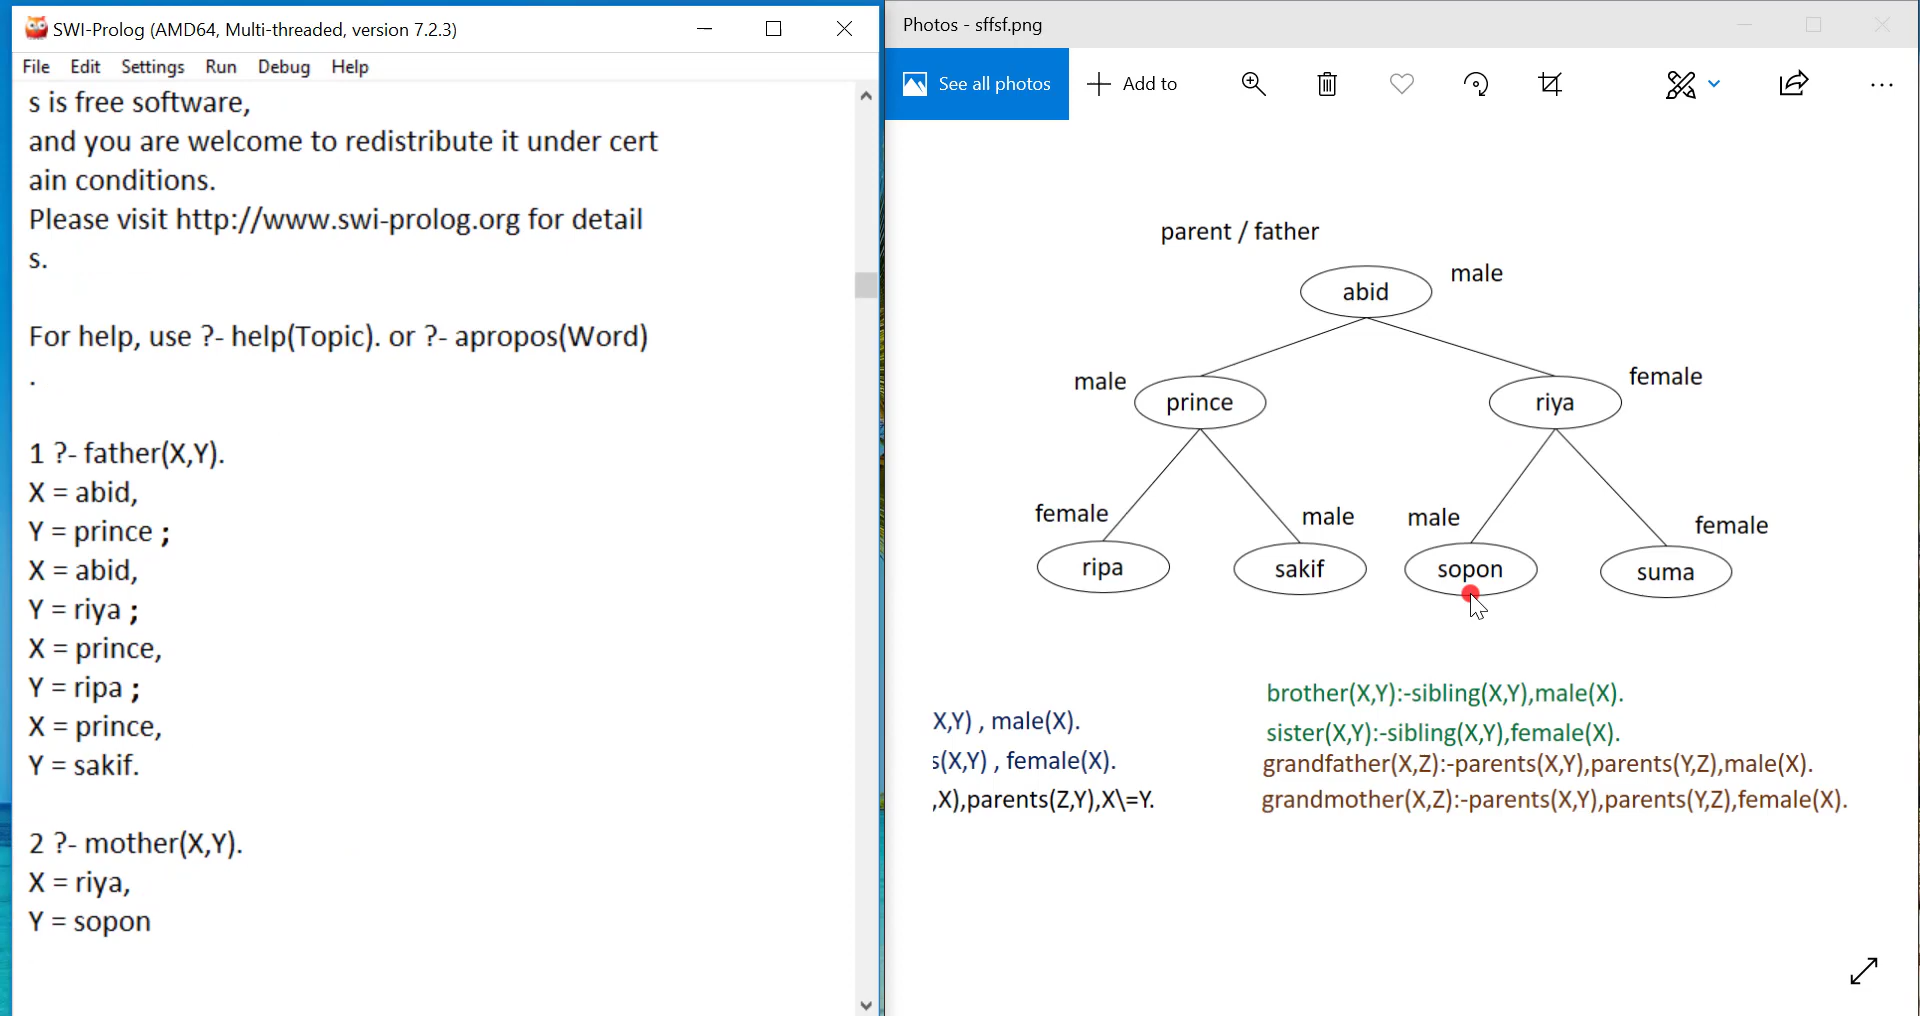 SWI-Prolog (AMD64, Multi-threaded, version 7.2.3)
File Edit Settings Run Debug Help
s is free software,
and you are welcome to redistribute it under cert
ain conditions.
Please visit http://www.swi-prolog.org for detail
s.
For help, use ?- help(Topic). or ?- apropos(Word)
.
1 ?- father(X,Y).
X = abid,
Y = prince ;
X = abid,
Y = riya ;
X = prince,
Y = ripa ;
X = prince,
Y = sakif.
2 ?- mother(X,Y).
X = riya,
Y = sopon
Photos - sffsf.png
See all photos
Add to
parent / father
abid
male
male
prince
riya
female
female
male
male
female
ripa
sakif
sopon
suma
X,Y) , male(X).
s(X,Y) , female(X).
,X),parents(Z,Y),X\=Y.
brother(X,Y):-sibling(X,Y),male(X).
sister(X,Y):-sibling(X,Y),female(X).
grandfather(X,Z):-parents(X,Y),parents(Y,Z),male(X).
grandmother(X,Z):-parents(X,Y),parents(Y,Z),female(X).